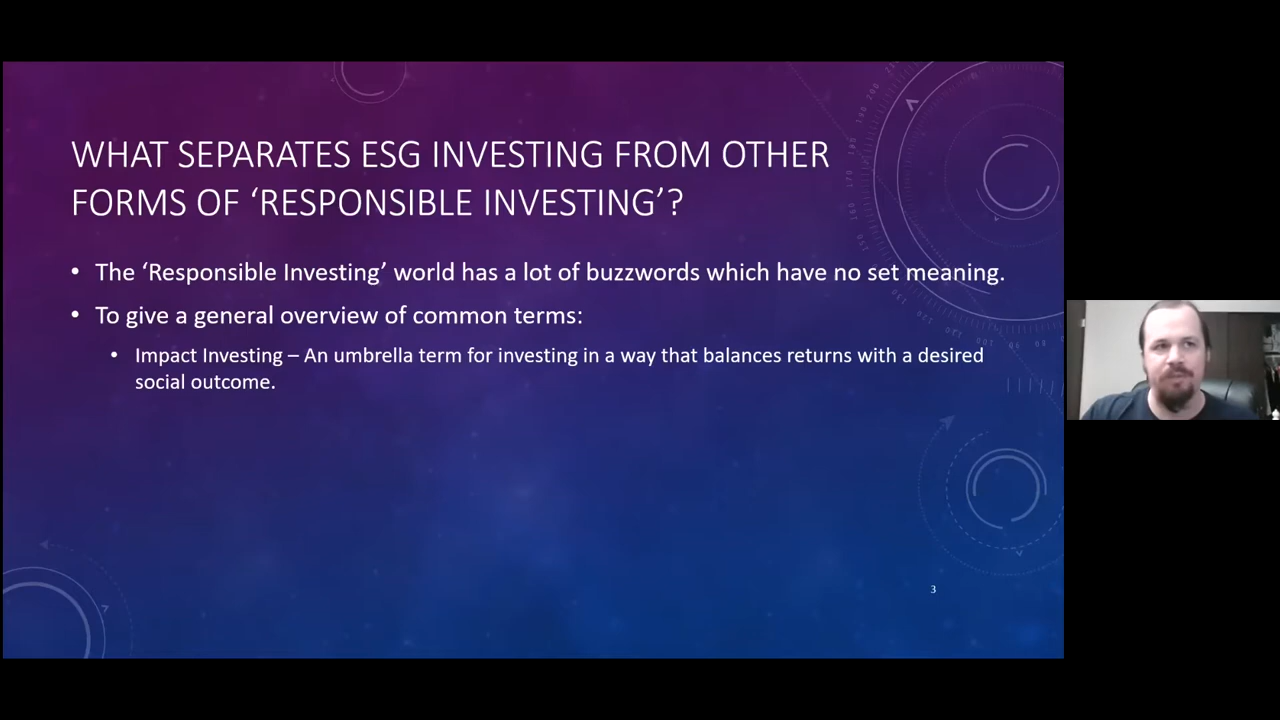 WHAT SEPARATES ESG INVESTING FROM OTHER
FORMS OF ‘RESPONSIBLE INVESTING’?
• The ‘Responsible Investing’ world has a lot of buzzwords which have no set meaning.
• To give a general overview of common terms:
• Impact Investing – An umbrella term for investing in a way that balances returns with a desired
social outcome.
3